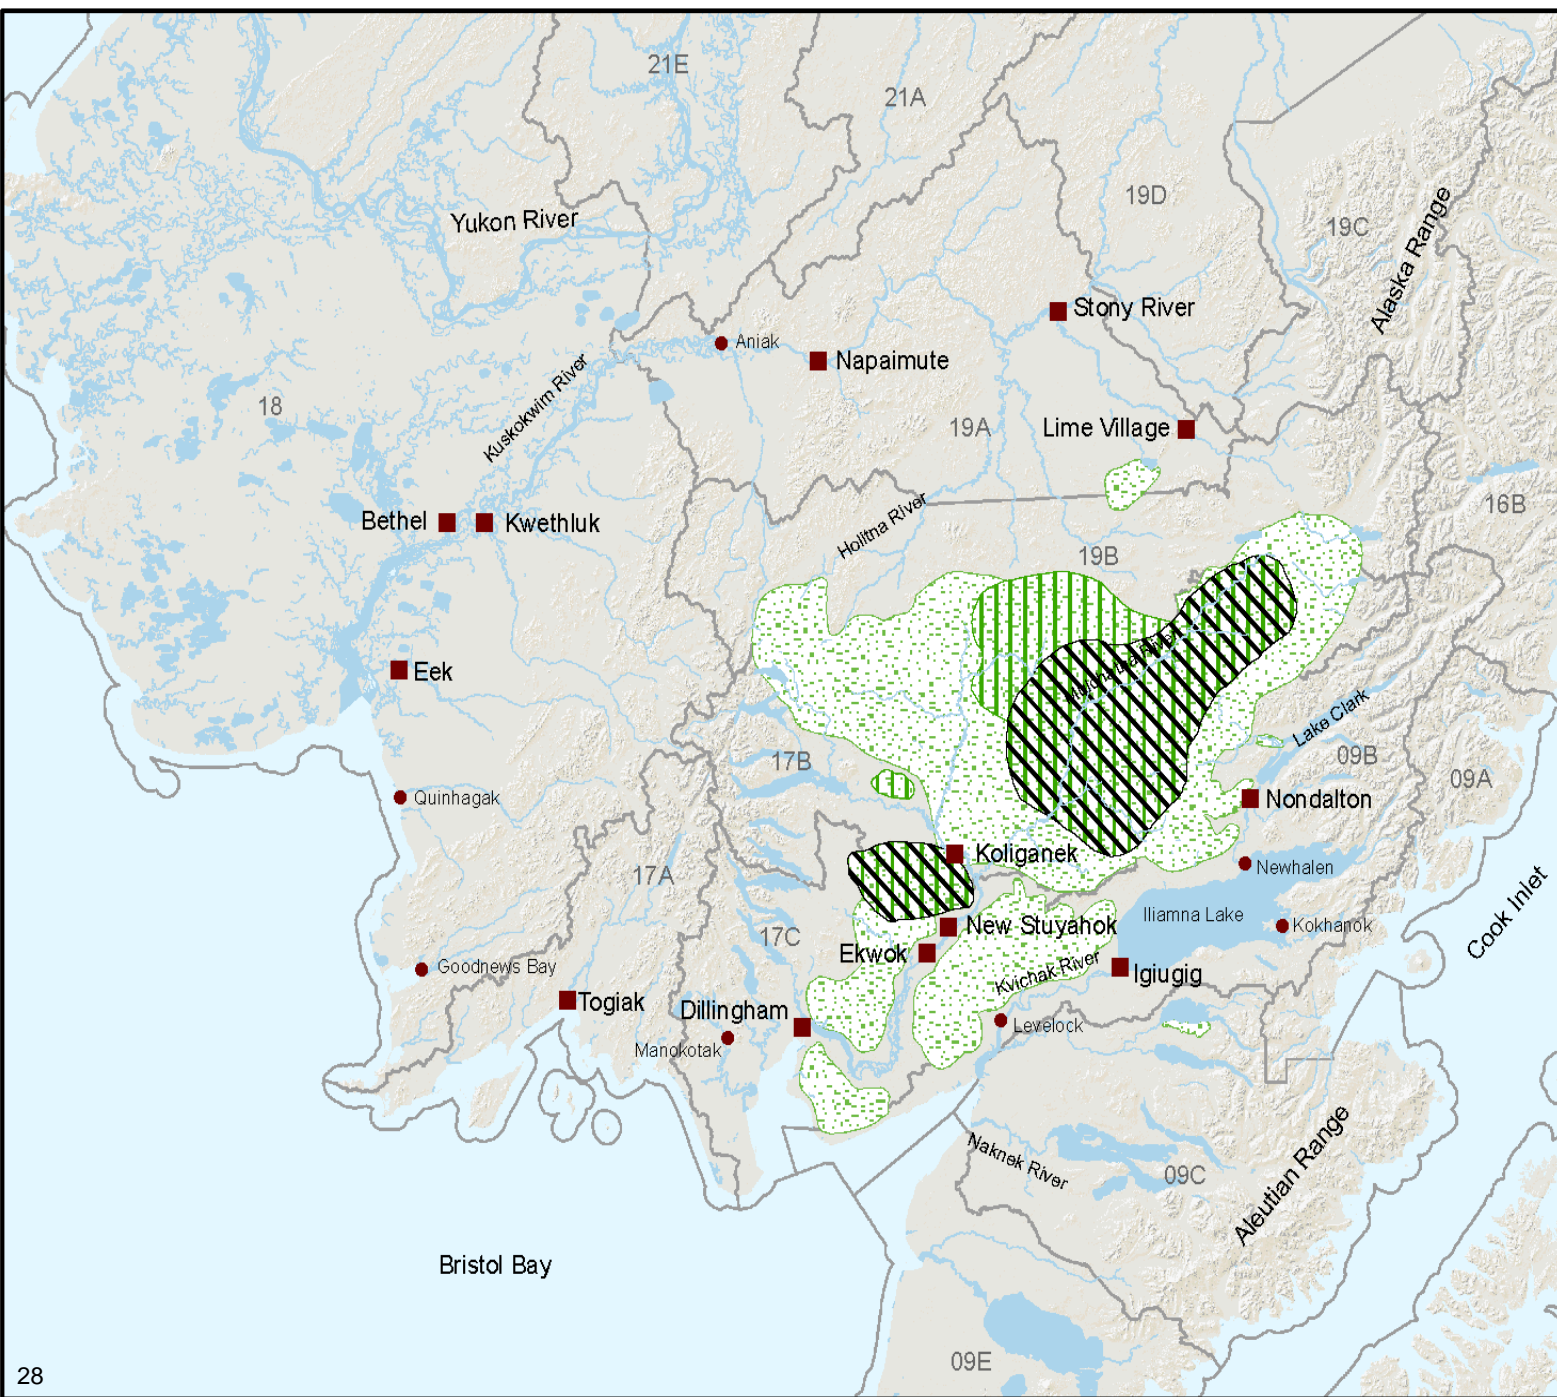 21E
21A
19D
19C
Alaska Range
Yukon River
Stony River
Aniak
Napaimute
Kuskokwim River
18
19A
Lime Village
16B
Bethel
Kwethluk
Holitna River
19B
Eek
Mulchatna River
Lake Clark
17B
09B
09A
Quinhagak
Nondalton
Koliganek
Newhalen
17A
Iliamna Lake
Kokhanok
Cook Inlet
17C
New Stuyahok
Ekwok
Goodnews Bay
Kvichak River
Igiugig
Togiak
Dillingham
Levelock
Manokotak
Naknek River
09C
Aleutian Range
Bristol Bay
09E
28